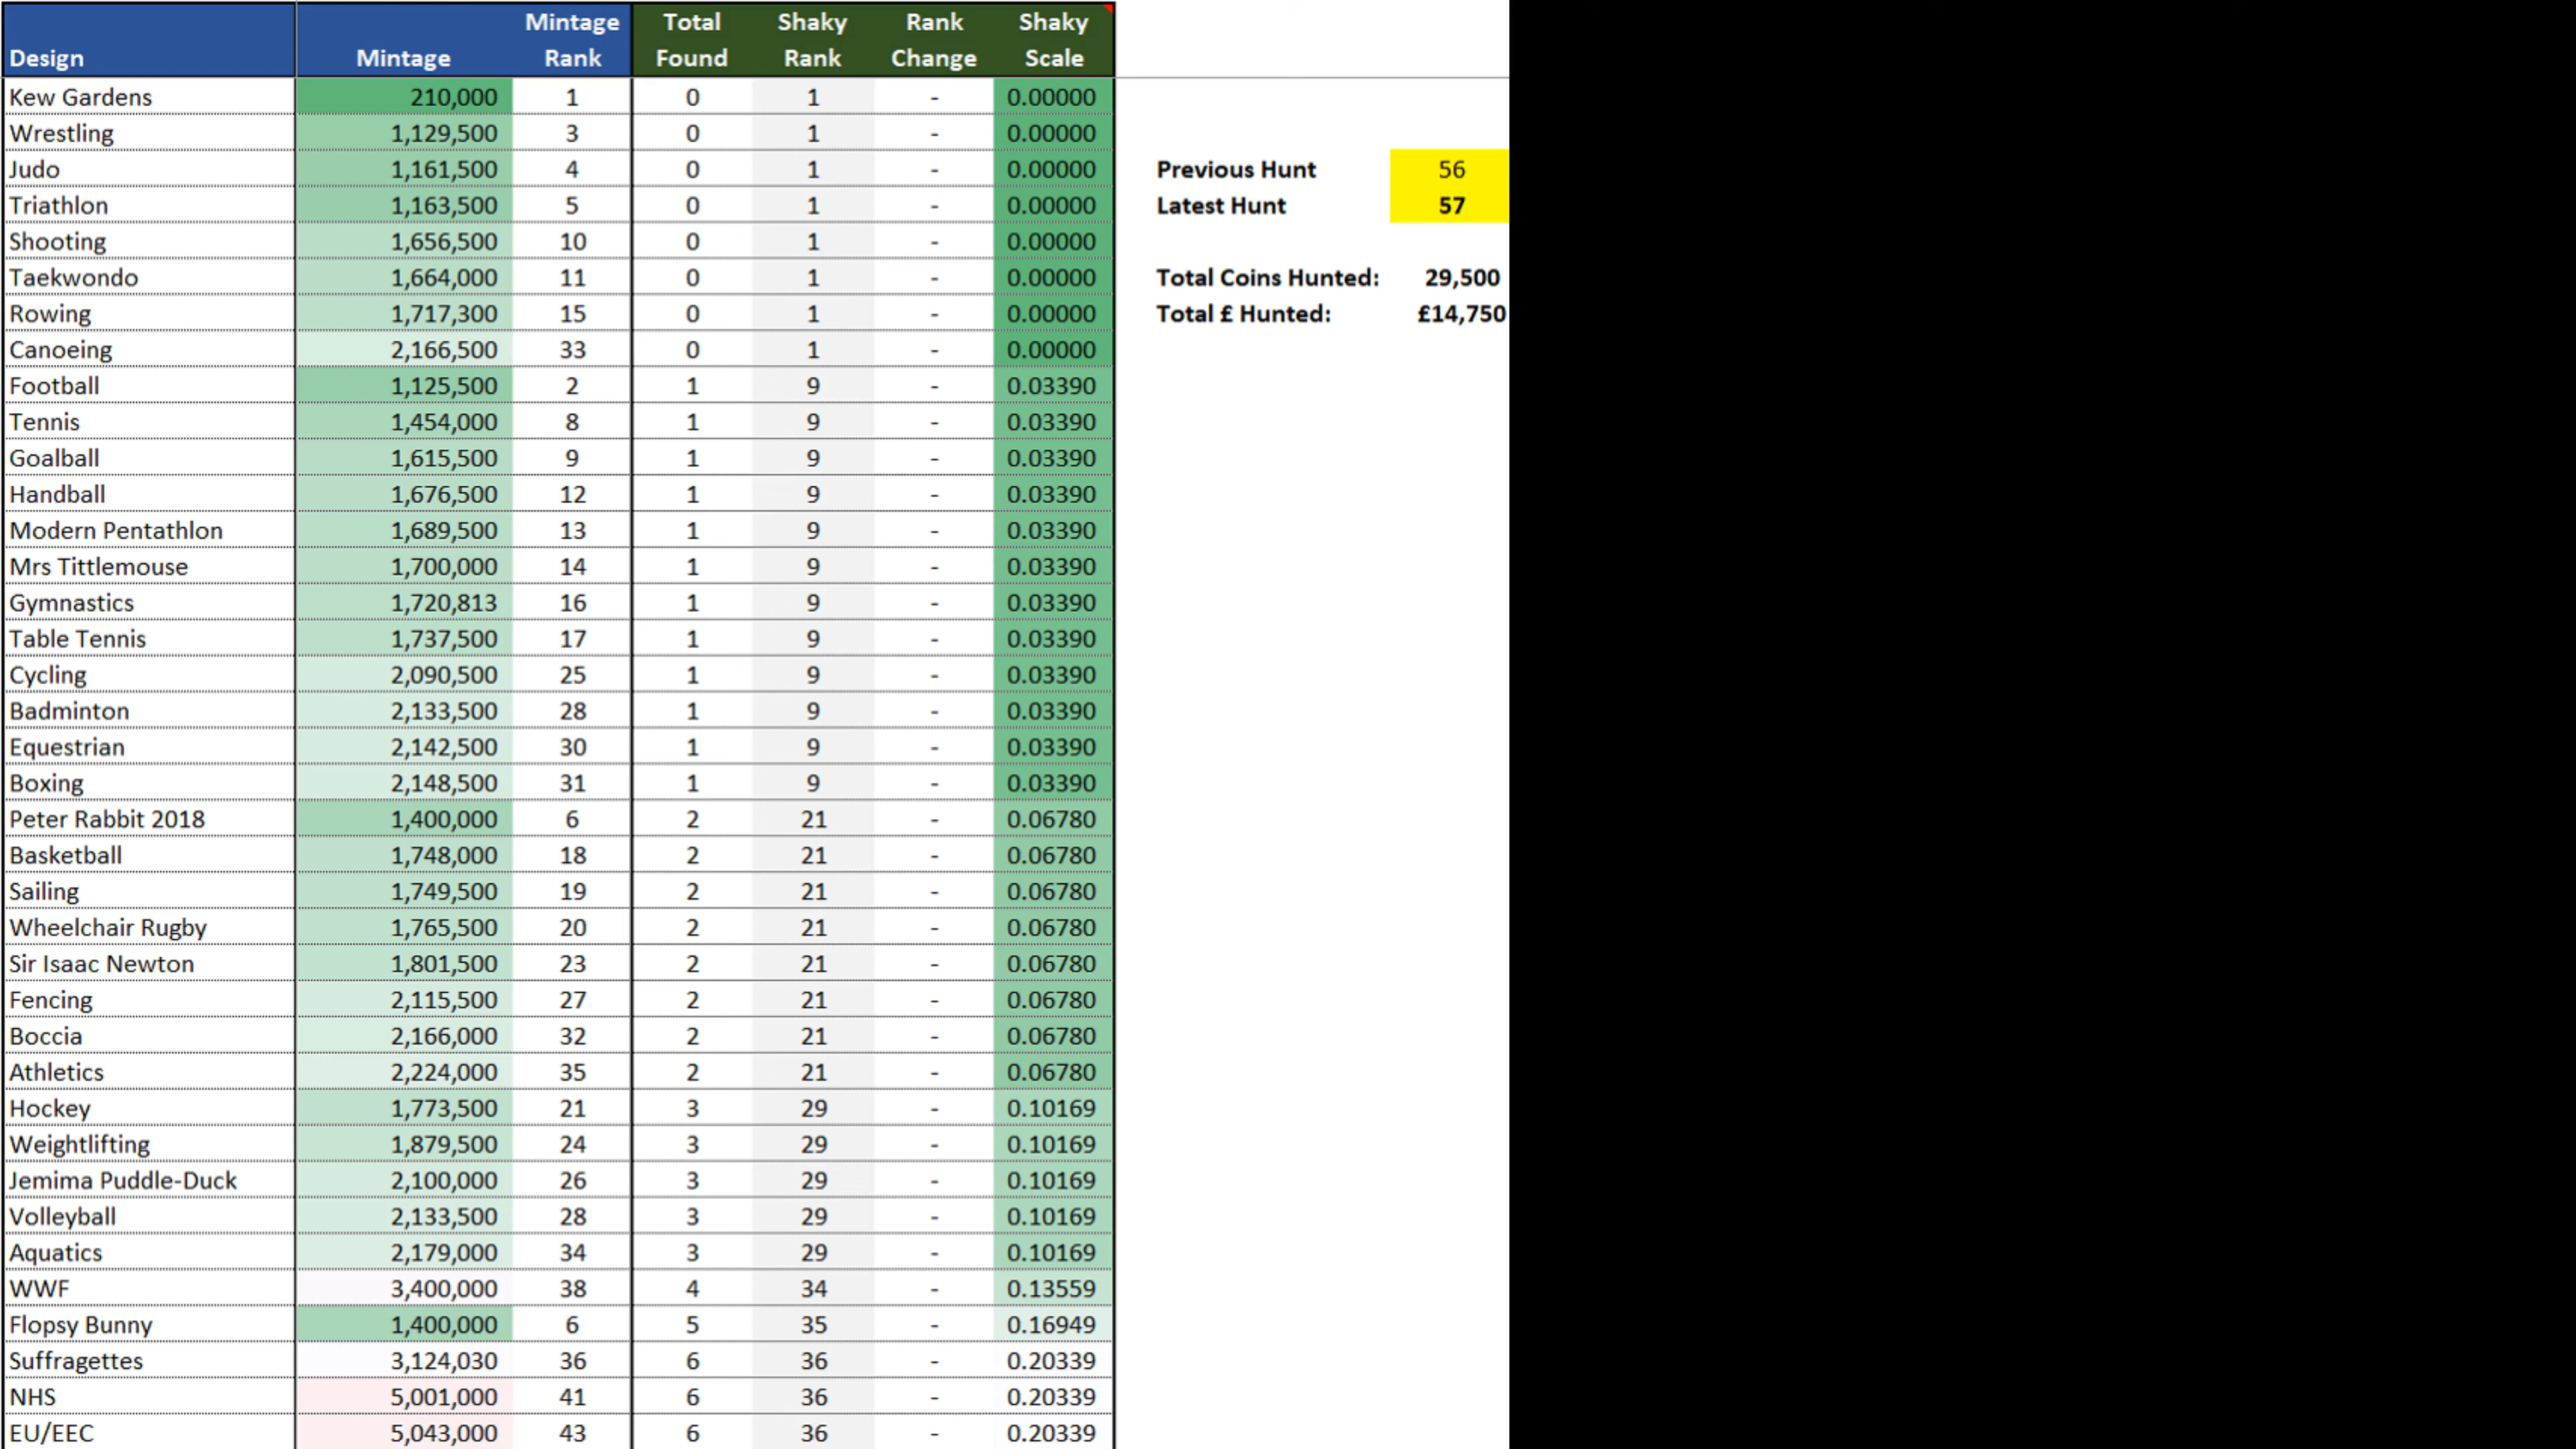 Design Mintage Mintage Rank Total Found Shaky Rank Rank Change Shaky Scale
Kew Gardens 210,000 1 0 1 - 0.00000
Wrestling 1,129,500 3 0 1 - 0.00000
Judo 1,161,500 4 0 1 - 0.00000 Previous Hunt 56
Triathlon 1,163,500 5 0 1 - 0.00000 Latest Hunt 57
Shooting 1,656,500 10 0 1 - 0.00000
Taekwondo 1,664,000 11 0 1 - 0.00000 Total Coins Hunted: 29,500
Rowing 1,717,300 15 0 1 - 0.00000 Total £ Hunted: £14,750
Canoeing 2,166,500 33 0 1 - 0.00000
Football 1,125,500 2 1 9 - 0.03390
Tennis 1,454,000 8 1 9 - 0.03390
Goalball 1,615,500 9 1 9 - 0.03390
Handball 1,676,500 12 1 9 - 0.03390
Modern Pentathlon 1,689,500 13 1 9 - 0.03390
Mrs Tittlemouse 1,700,000 14 1 9 - 0.03390
Gymnastics 1,720,813 16 1 9 - 0.03390
Table Tennis 1,737,500 17 1 9 - 0.03390
Cycling 2,090,500 25 1 9 - 0.03390
Badminton 2,133,500 28 1 9 - 0.03390
Equestrian 2,142,500 30 1 9 - 0.03390
Boxing 2,148,500 31 1 9 - 0.03390
Peter Rabbit 2018 1,400,000 6 2 21 - 0.06780
Basketball 1,748,000 18 2 21 - 0.06780
Sailing 1,749,500 19 2 21 - 0.06780
Wheelchair Rugby 1,765,500 20 2 21 - 0.06780
Sir Isaac Newton 1,801,500 23 2 21 - 0.06780
Fencing 2,115,500 27 2 21 - 0.06780
Boccia 2,166,000 32 2 21 - 0.06780
Athletics 2,224,000 35 2 21 - 0.06780
Hockey 1,773,500 21 3 29 - 0.10169
Weightlifting 1,879,500 24 3 29 - 0.10169
Jemima Puddle-Duck 2,100,000 26 3 29 - 0.10169
Volleyball 2,133,500 28 3 29 - 0.10169
Aquatics 2,179,000 34 3 29 - 0.10169
WWF 3,400,000 38 4 34 - 0.13559
Flopsy Bunny 1,400,000 6 5 35 - 0.16949
Suffragettes 3,124,030 36 6 36 - 0.20339
NHS 5,001,000 41 6 36 - 0.20339
EU/EEC 5,043,000 43 6 36 - 0.20339